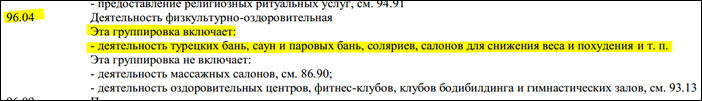 - предоставление религиозных ритуальных услуг, см. 94.91
96.04 Деятельность физкультурно-оздоровительная
Эта группировка включает:
- деятельность турецких бань, саун и паровых бань, соляриев, салонов для снижения веса и похудения и т. п.
Эта группировка не включает:
- деятельность массажных салонов, см. 86.90;
- деятельность оздоровительных центров, фитнес-клубов, клубов бодибилдинга и гимнастических залов, см. 93.13